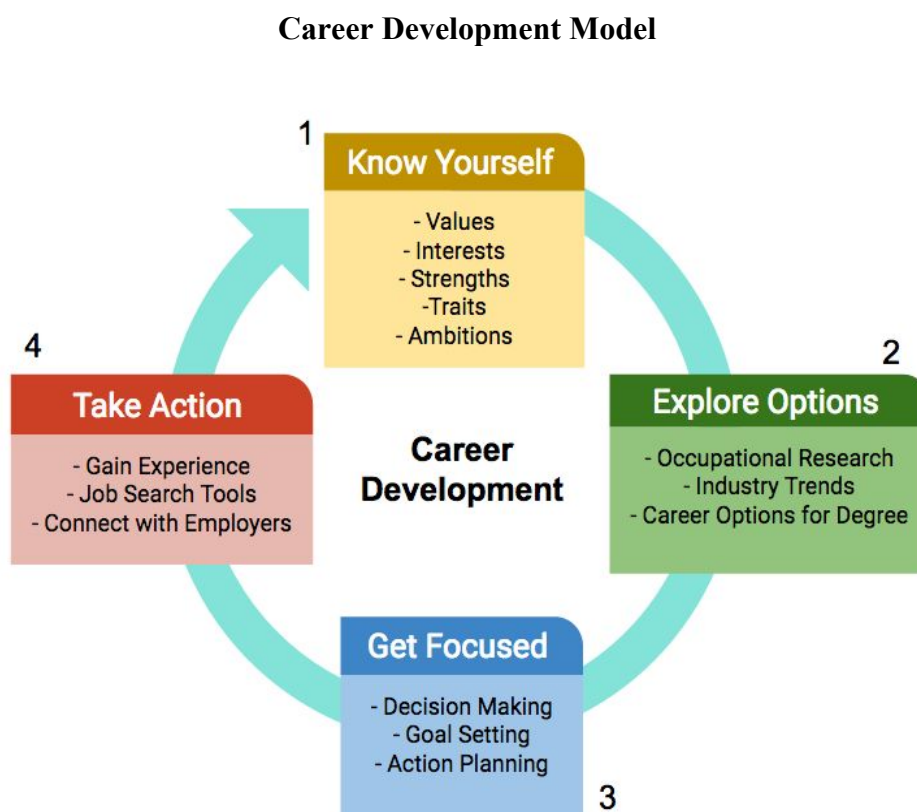 Career Development Model
1
Know Yourself
- Values
- Interests
- Strengths
-Traits
- Ambitions
2
Explore Options
- Occupational Research
- Industry Trends
- Career Options for Degree
Career
Development
3
Get Focused
- Decision Making
- Goal Setting
- Action Planning
4
Take Action
- Gain Experience
- Job Search Tools
- Connect with Employers